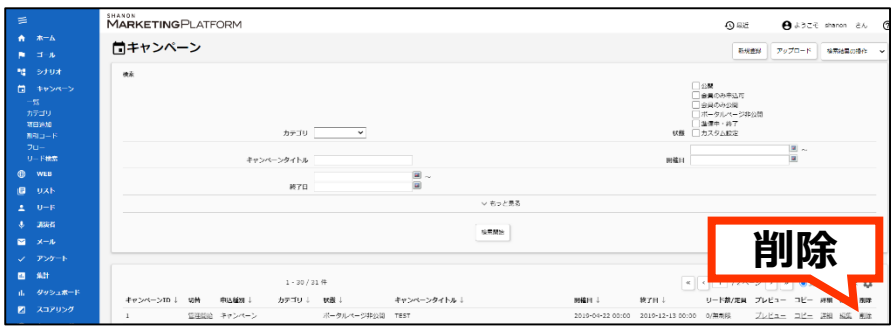 SHANON
MARKETINGPLATFORM
最近
ようこそ shanon さん
ホーム
ゴール
シナリオ
キャンペーン
一覧
カテゴリ
項目追加
割引コード
フロー
リード検索
WEB
リスト
リード
講演者
メール
アンケート
集計
ダッシュボード
スコアリング
キャンペーン
新規登録
アップロード
検索結果の操作
検索
カテゴリ
状態
公開
会員のみ申込可
会員のみ公開
ポータルページ非公開
準備中・終了
カスタム設定
キャンペーンタイトル
開催日
~
終了日
~
もっと見る
検索開始
削除
1 - 30 / 31 件
キャンペーンID ↓ 切替 申込種別 ↓ カテゴリ ↓ 状態 ↓ キャンペーンタイトル ↓ 開催日 ↓ 終了日 ↓ リード数/定員 プレビュー コピー 詳細 削除
1 管理開始 キャンペーン ポータルページ非公開 TEST 2019-04-22 00:00 2019-12-13 00:00 0/無制限 プレビュー コピー 詳細 編集 削除